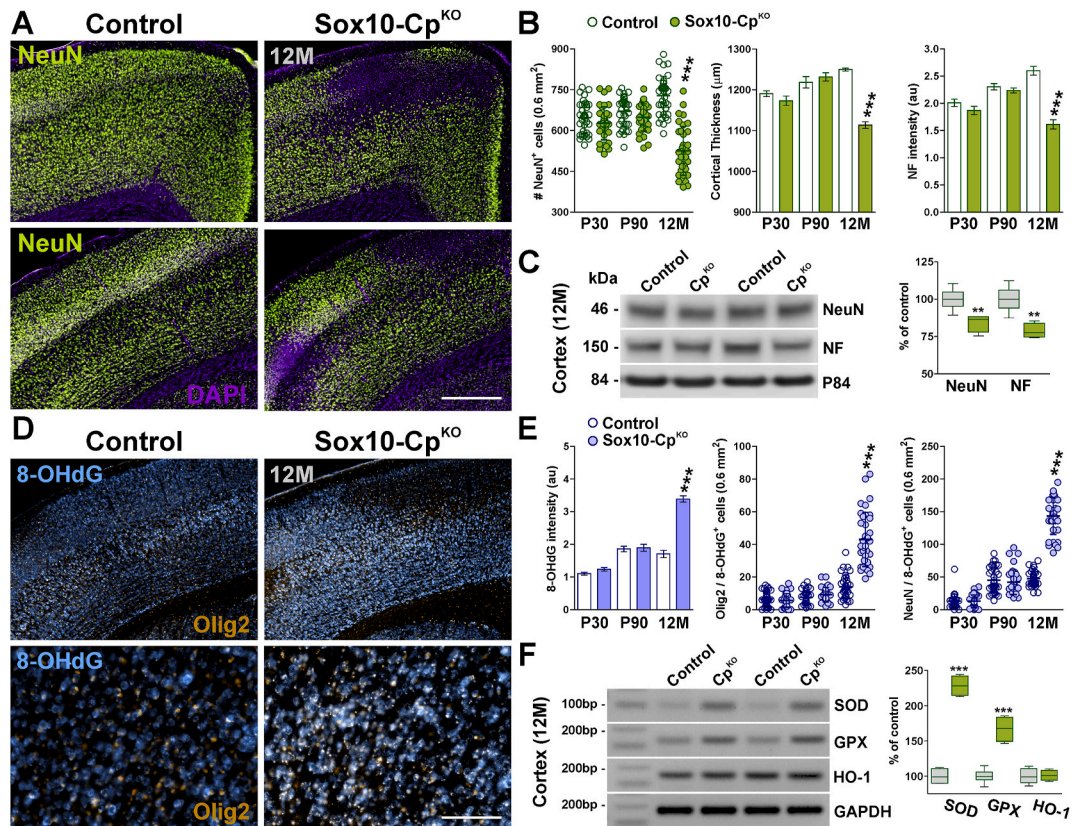 A
Control
Sox10-Cp^KO
NeuN
12M
NeuN
DAPI
B
Control
Sox10-Cp^KO
# NeuN⁺ cells (0.6 mm²)
900
750
600
450
300
***
P30 P90 12M
Cortical Thickness (μm)
1300
1200
1100
1000
900
***
P30 P90 12M
NF intensity (au)
3.0
2.5
2.0
1.5
1.0
0.5
0.0
***
P30 P90 12M
C
Cortex (12M)
kDa Control Cp^KO Control Cp^KO
46 - NeuN
150 - NF
84 - P84
% of control
125
100
75
50
** **
NeuN NF
D
Control
Sox10-Cp^KO
8-OHdG
12M
Olig2
8-OHdG
Olig2
E
Control
Sox10-Cp^KO
8-OHdG intensity (au)
5
4
3
2
1
0
***
P30 P90 12M
Olig2 / 8-OHdG⁺ cells (0.6 mm²)
100
80
60
40
20
0
***
P30 P90 12M
NeuN / 8-OHdG⁺ cells (0.6 mm²)
250
200
150
100
50
0
***
P30 P90 12M
F
Cortex (12M)
Control Cp^KO Control Cp^KO
100bp - SOD
200bp - GPX
200bp - HO-1
200bp - GAPDH
% of control
250
200
150
100
*** ***
SOD GPX HO-1